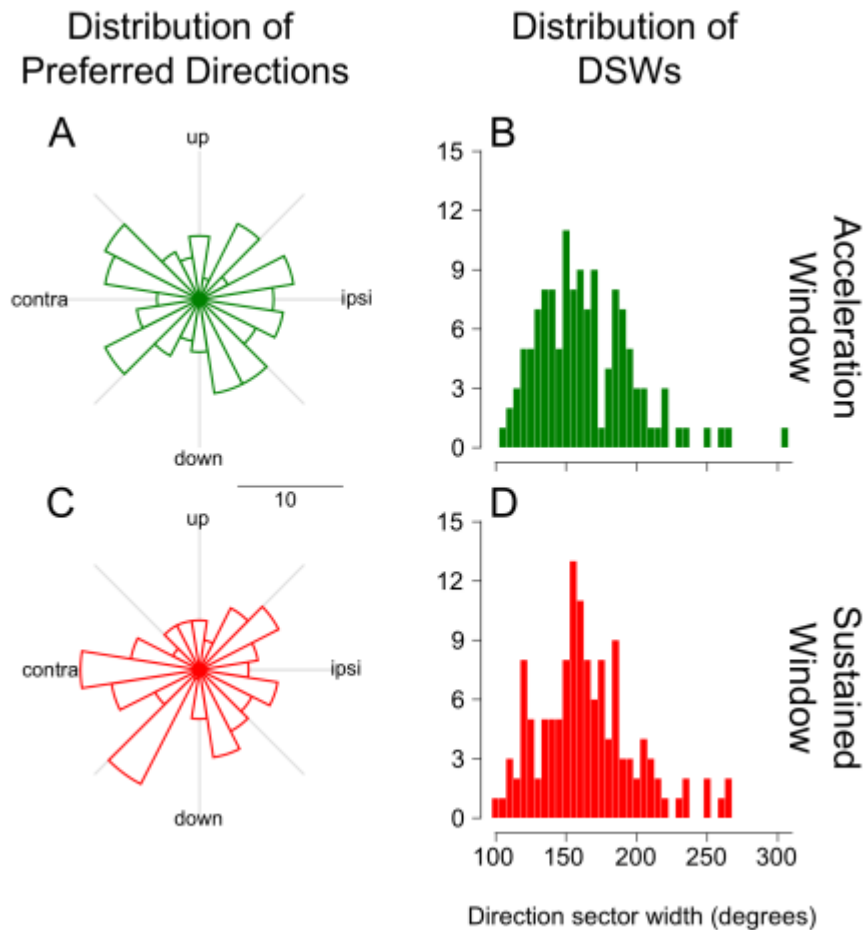 Distribution of
Preferred Directions
Distribution of
DSWs
A
up
contra
ipsi
down
10
B
15
12
9
6
3
0
Acceleration
Window
C
up
contra
ipsi
down
D
15
12
9
6
3
0
100 150 200 250 300
Direction sector width (degrees)
Sustained
Window